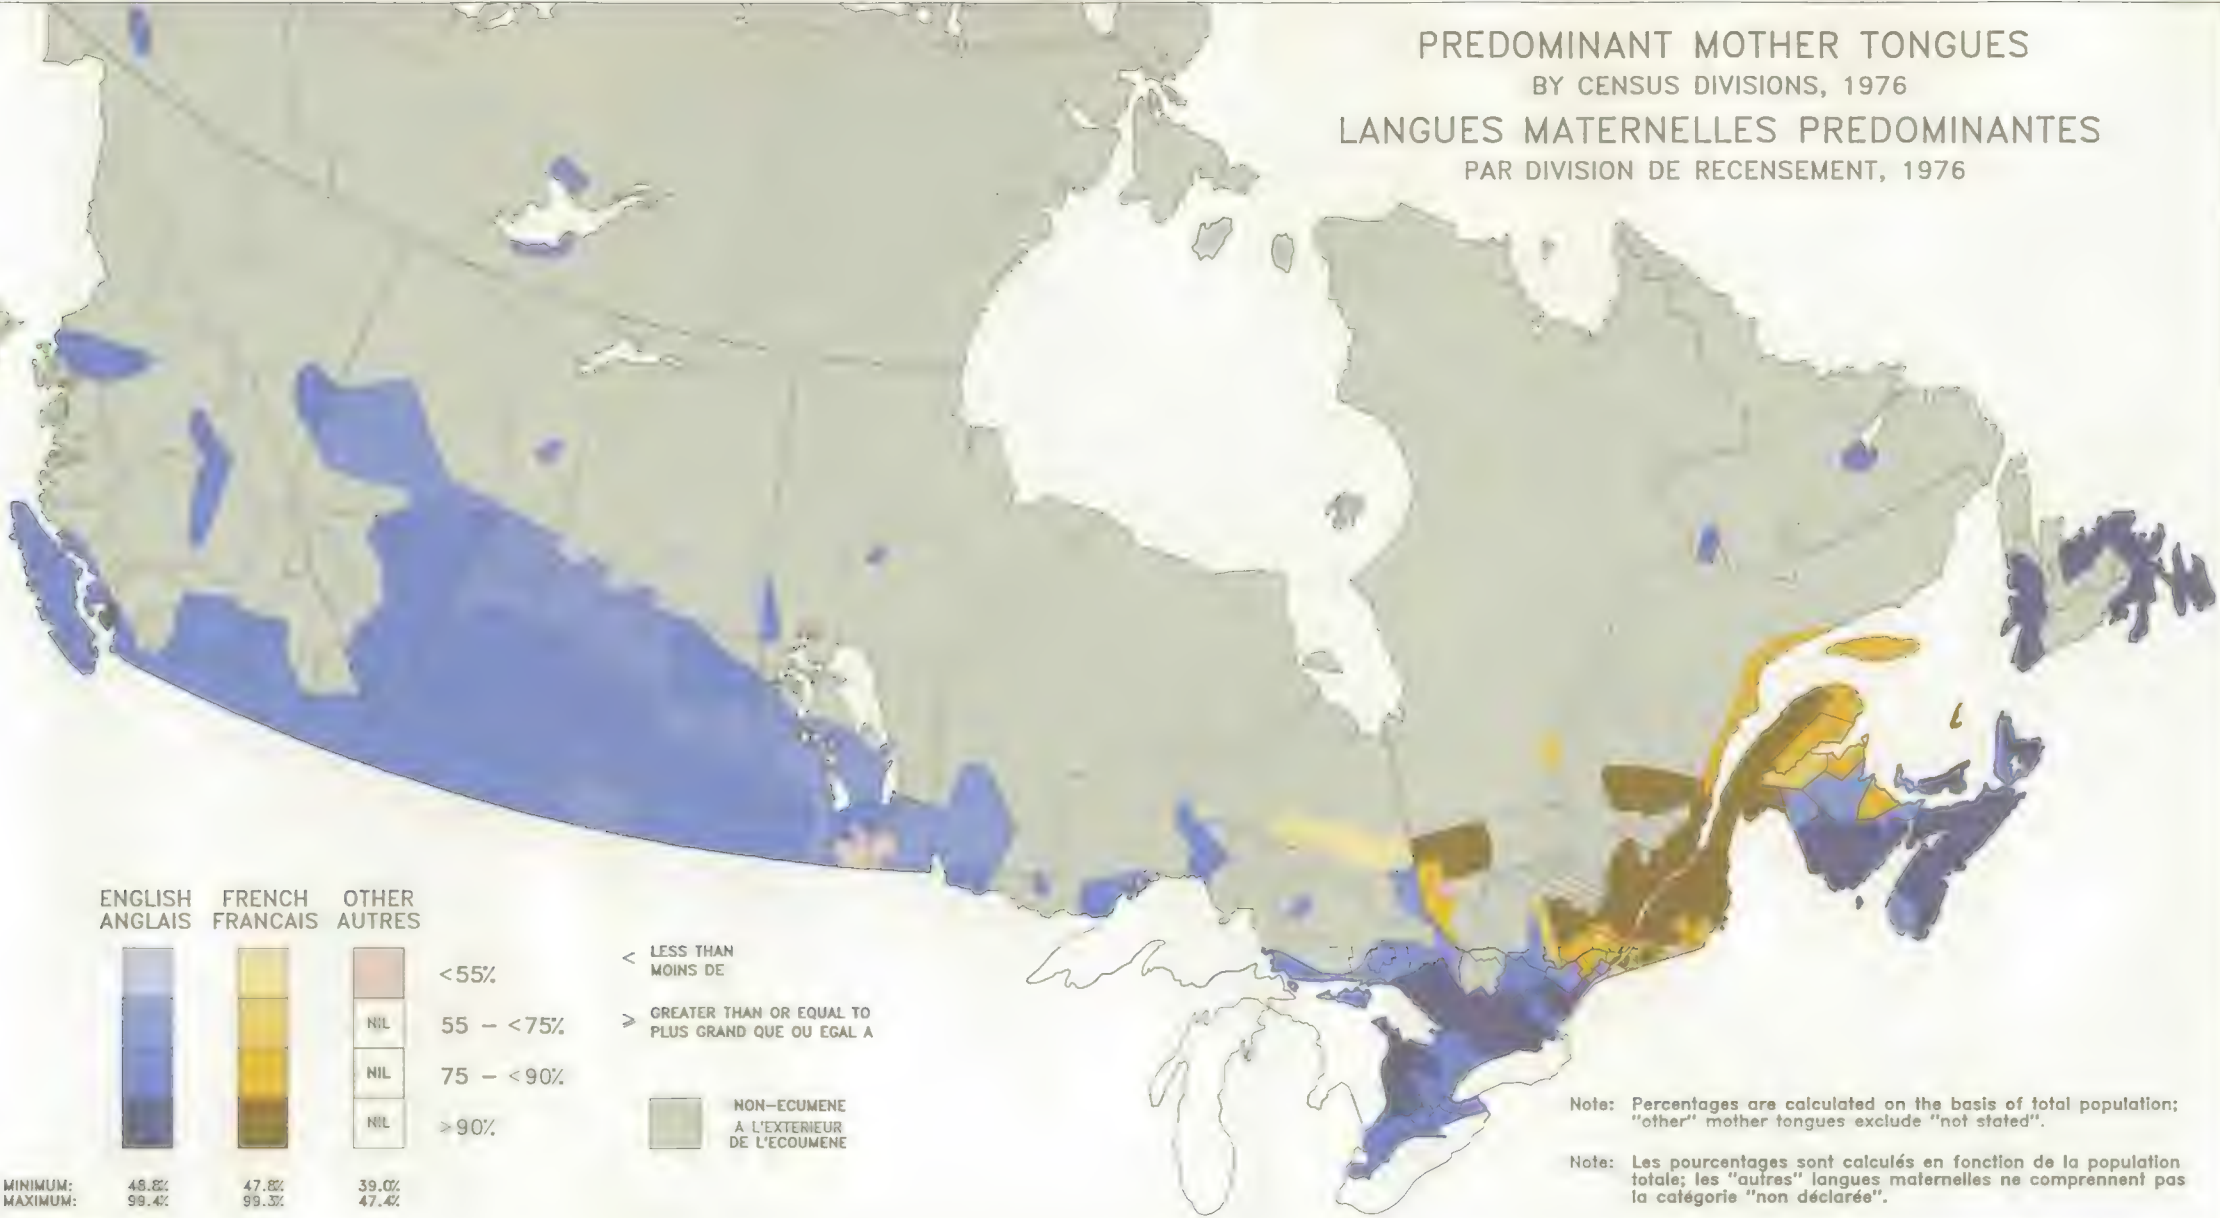 PREDOMINANT MOTHER TONGUES
BY CENSUS DIVISIONS, 1976
LANGUES MATERNELLES PREDOMINANTES
PAR DIVISION DE RECENSEMENT, 1976
ENGLISH FRENCH OTHER
ANGLAIS FRANCAIS AUTRES
<55%
NIL 55 – <75%
NIL 75 – <90%
NIL >90%
MINIMUM: 48.8% 47.8% 39.0%
MAXIMUM: 99.4% 99.3% 47.4%
< LESS THAN
MOINS DE
⩾ GREATER THAN OR EQUAL TO
PLUS GRAND QUE OU EGAL A
NON-ECUMENE
A L'EXTERIEUR
DE L'ECOUMENE
Note: Percentages are calculated on the basis of total population;
"other" mother tongues exclude "not stated".
Note: Les pourcentages sont calculés en fonction de la population
totale; les "autres" langues maternelles ne comprennent pas
la catégorie "non déclarée".